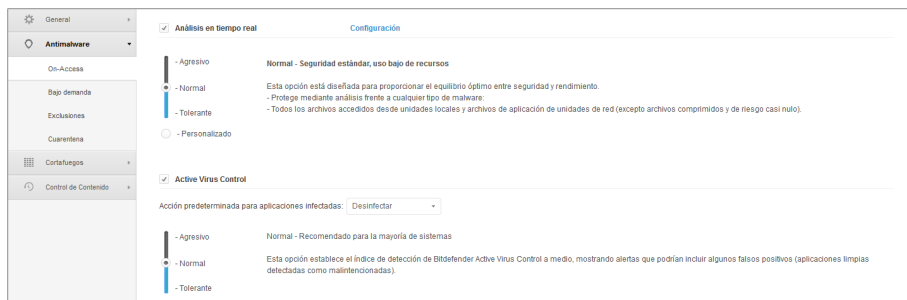 General
Antimalware
On-Access
Bajo demanda
Exclusiones
Cuarentena
Cortafuegos
Control de Contenido
Análisis en tiempo real
Configuración
- Agresivo
- Normal
- Tolerante
- Personalizado
Normal - Seguridad estándar, uso bajo de recursos
Esta opción está diseñada para proporcionar el equilibrio óptimo entre seguridad y rendimiento.
- Protege mediante análisis frente a cualquier tipo de malware:
- Todos los archivos accedidos desde unidades locales y archivos de aplicación de unidades de red (excepto archivos comprimidos y de riesgo casi nulo).
Active Virus Control
Acción predeterminada para aplicaciones infectadas: Desinfectar
- Agresivo
- Normal
- Tolerante
Normal - Recomendado para la mayoría de sistemas
Esta opción establece el índice de detección de Bitdefender Active Virus Control a medio, mostrando alertas que podrían incluir algunos falsos positivos (aplicaciones limpias
detectadas como malintencionadas).